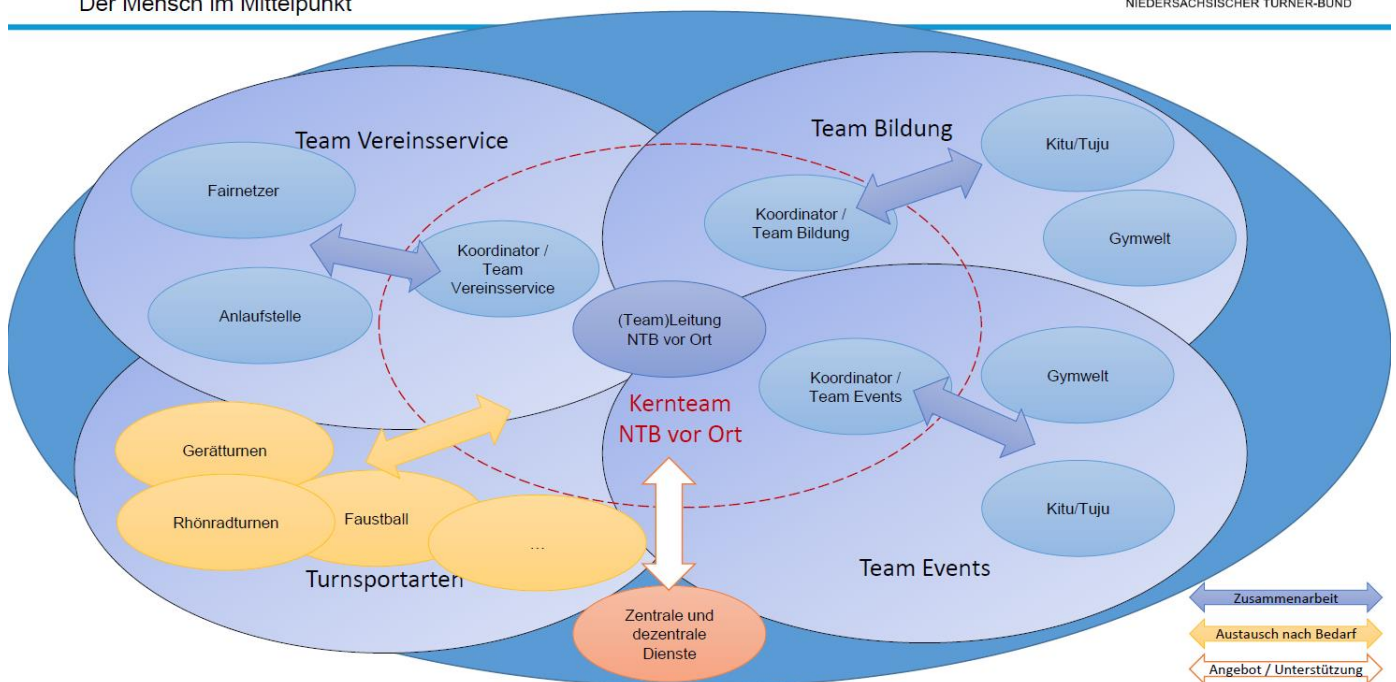 Der Mensch im Mittelpunkt
NIEDERSÄCHSISCHER TURNER-BUND
Team Vereinsservice
Fairnetzer
Koordinator /
Team
Vereinsservice
Anlaufstelle
Team Bildung
Kitu/Tuju
Koordinator /
Team Bildung
Gymwelt
(Team)Leitung
NTB vor Ort
Kernteam
NTB vor Ort
Koordinator /
Team Events
Gymwelt
Kitu/Tuju
Team Events
Gerätturnen
Rhönradturnen
Faustball
...
Turnsportarten
Zentrale und
dezentrale
Dienste
Zusammenarbeit
Austausch nach Bedarf
Angebot / Unterstützung